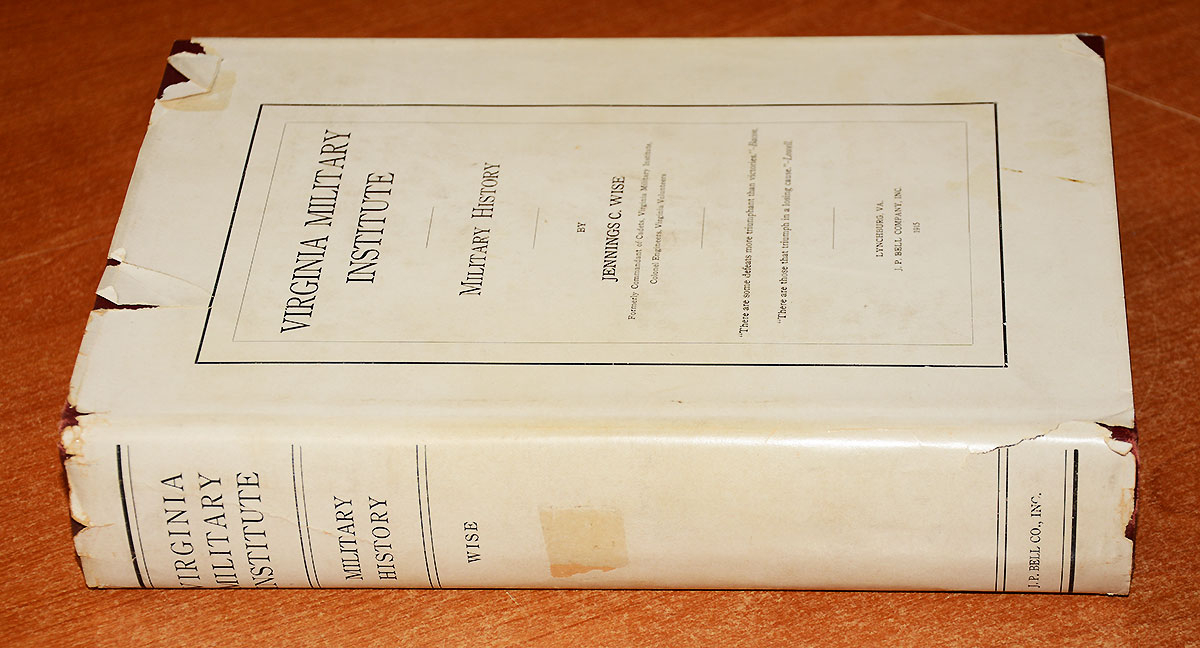 VIRGINIA MILITARY
INSTITUTE
MILITARY HISTORY
BY
JENNINGS C. WISE
Formerly Commandant of Cadets, Virginia Military Institute,
Colonel Engineers, Virginia Volunteers
"There are some defeats more triumphant than victories."
"There are those that triumph in a losing cause."-Lowell.
LYNCHBURG, VA.
J. P. BELL COMPANY, INC.
1915
VIRGINIA
MILITARY
INSTITUTE
MILITARY
HISTORY
WISE
J. P. BELL CO., INC.